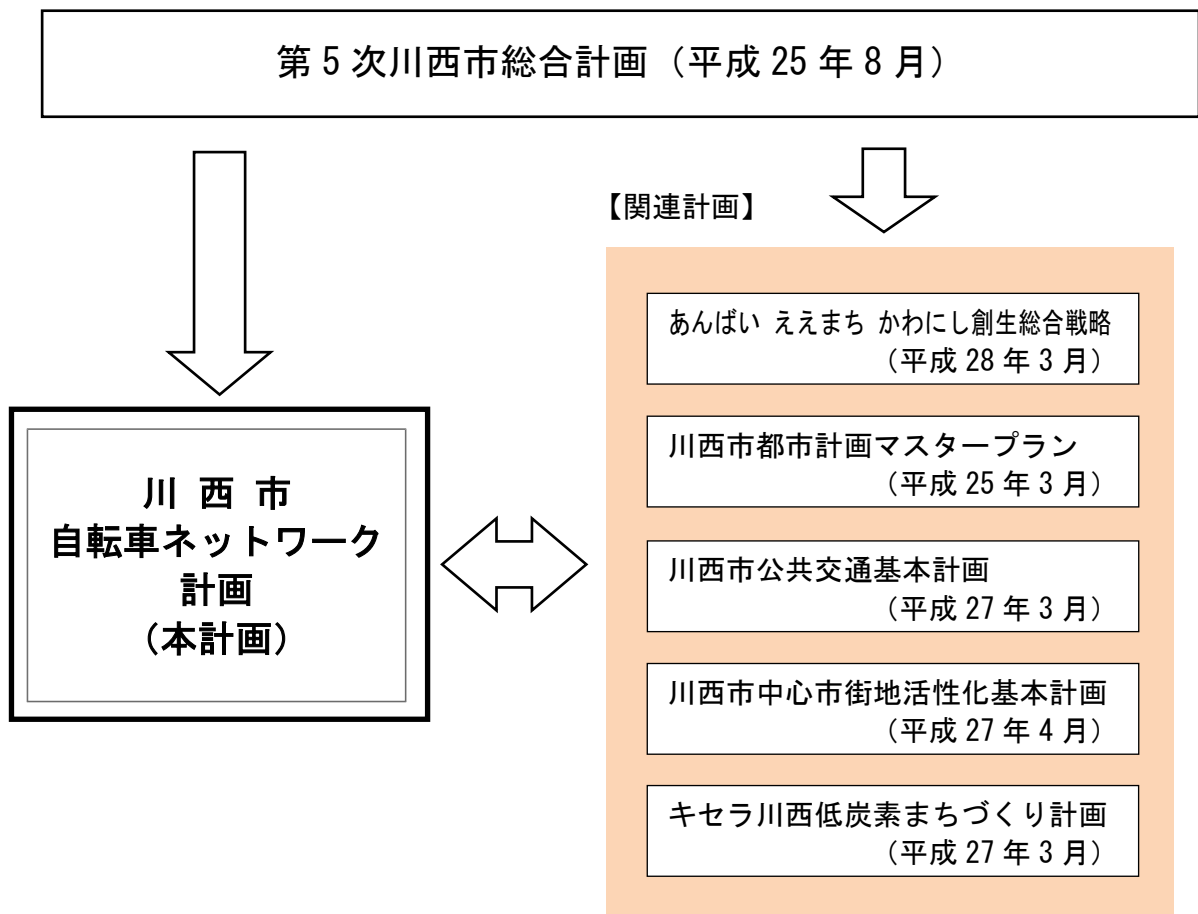 第5次川西市総合計画（平成25年8月）
【関連計画】
あんばい ええまち かわにし創生総合戦略
（平成28年3月）
川西市都市計画マスタープラン
（平成25年3月）
川西市公共交通基本計画
（平成27年3月）
川西市中心市街地活性化基本計画
（平成27年4月）
キセラ川西低炭素まちづくり計画
（平成27年3月）
川 西 市
自転車ネットワーク
計画
（本計画）